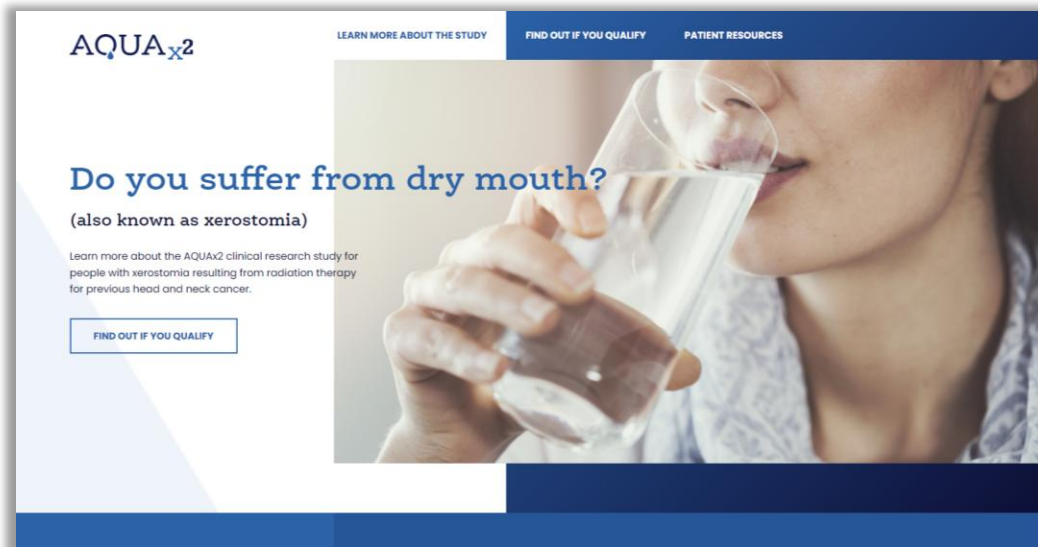 AQUAx2
LEARN MORE ABOUT THE STUDY
FIND OUT IF YOU QUALIFY
PATIENT RESOURCES
Do you suffer from dry mouth?
(also known as xerostomia)
Learn more about the AQUAx2 clinical research study for
people with xerostomia resulting from radiation therapy
for previous head and neck cancer.
FIND OUT IF YOU QUALIFY